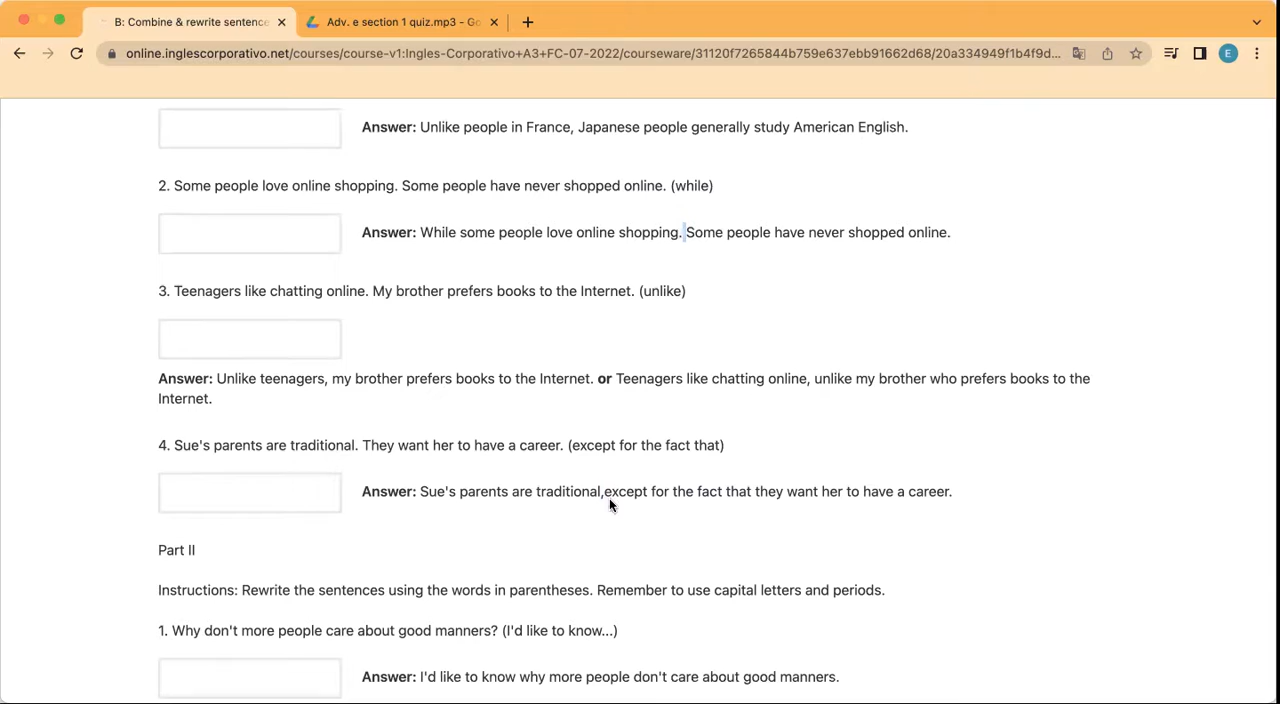 B: Combine & rewrite sentence
Adv. e section 1 quiz.mp3 - Go
online.inglescorporativo.net/courses/course-v1:Ingles-Corporativo+A3+FC-07-2022/courseware/31120f7265844b759e637ebb91662d68/20a334949f1b4f9d...
E
Answer: Unlike people in France, Japanese people generally study American English.
2. Some people love online shopping. Some people have never shopped online. (while)
Answer: While some people love online shopping. Some people have never shopped online.
3. Teenagers like chatting online. My brother prefers books to the Internet. (unlike)
Answer: Unlike teenagers, my brother prefers books to the Internet. or Teenagers like chatting online, unlike my brother who prefers books to the
Internet.
4. Sue's parents are traditional. They want her to have a career. (except for the fact that)
Answer: Sue's parents are traditional,except for the fact that they want her to have a career.
Part II
Instructions: Rewrite the sentences using the words in parentheses. Remember to use capital letters and periods.
1. Why don't more people care about good manners? (I'd like to know...)
Answer: I'd like to know why more people don't care about good manners.